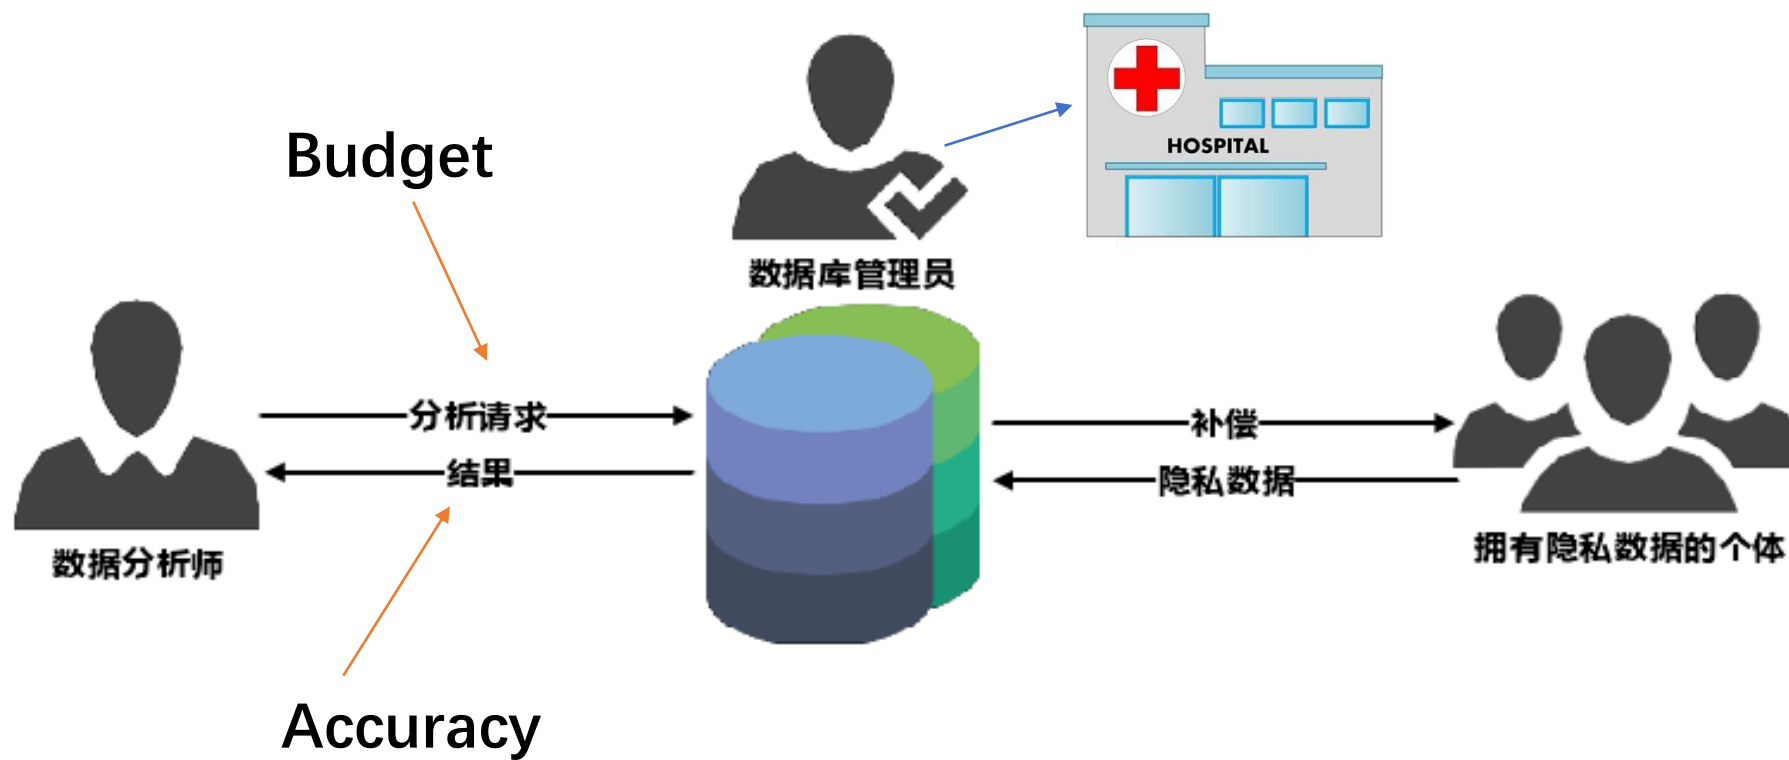 HOSPITAL
Budget
数据库管理员
分析请求
补偿
结果
隐私数据
数据分析师
拥有隐私数据的个体
Accuracy